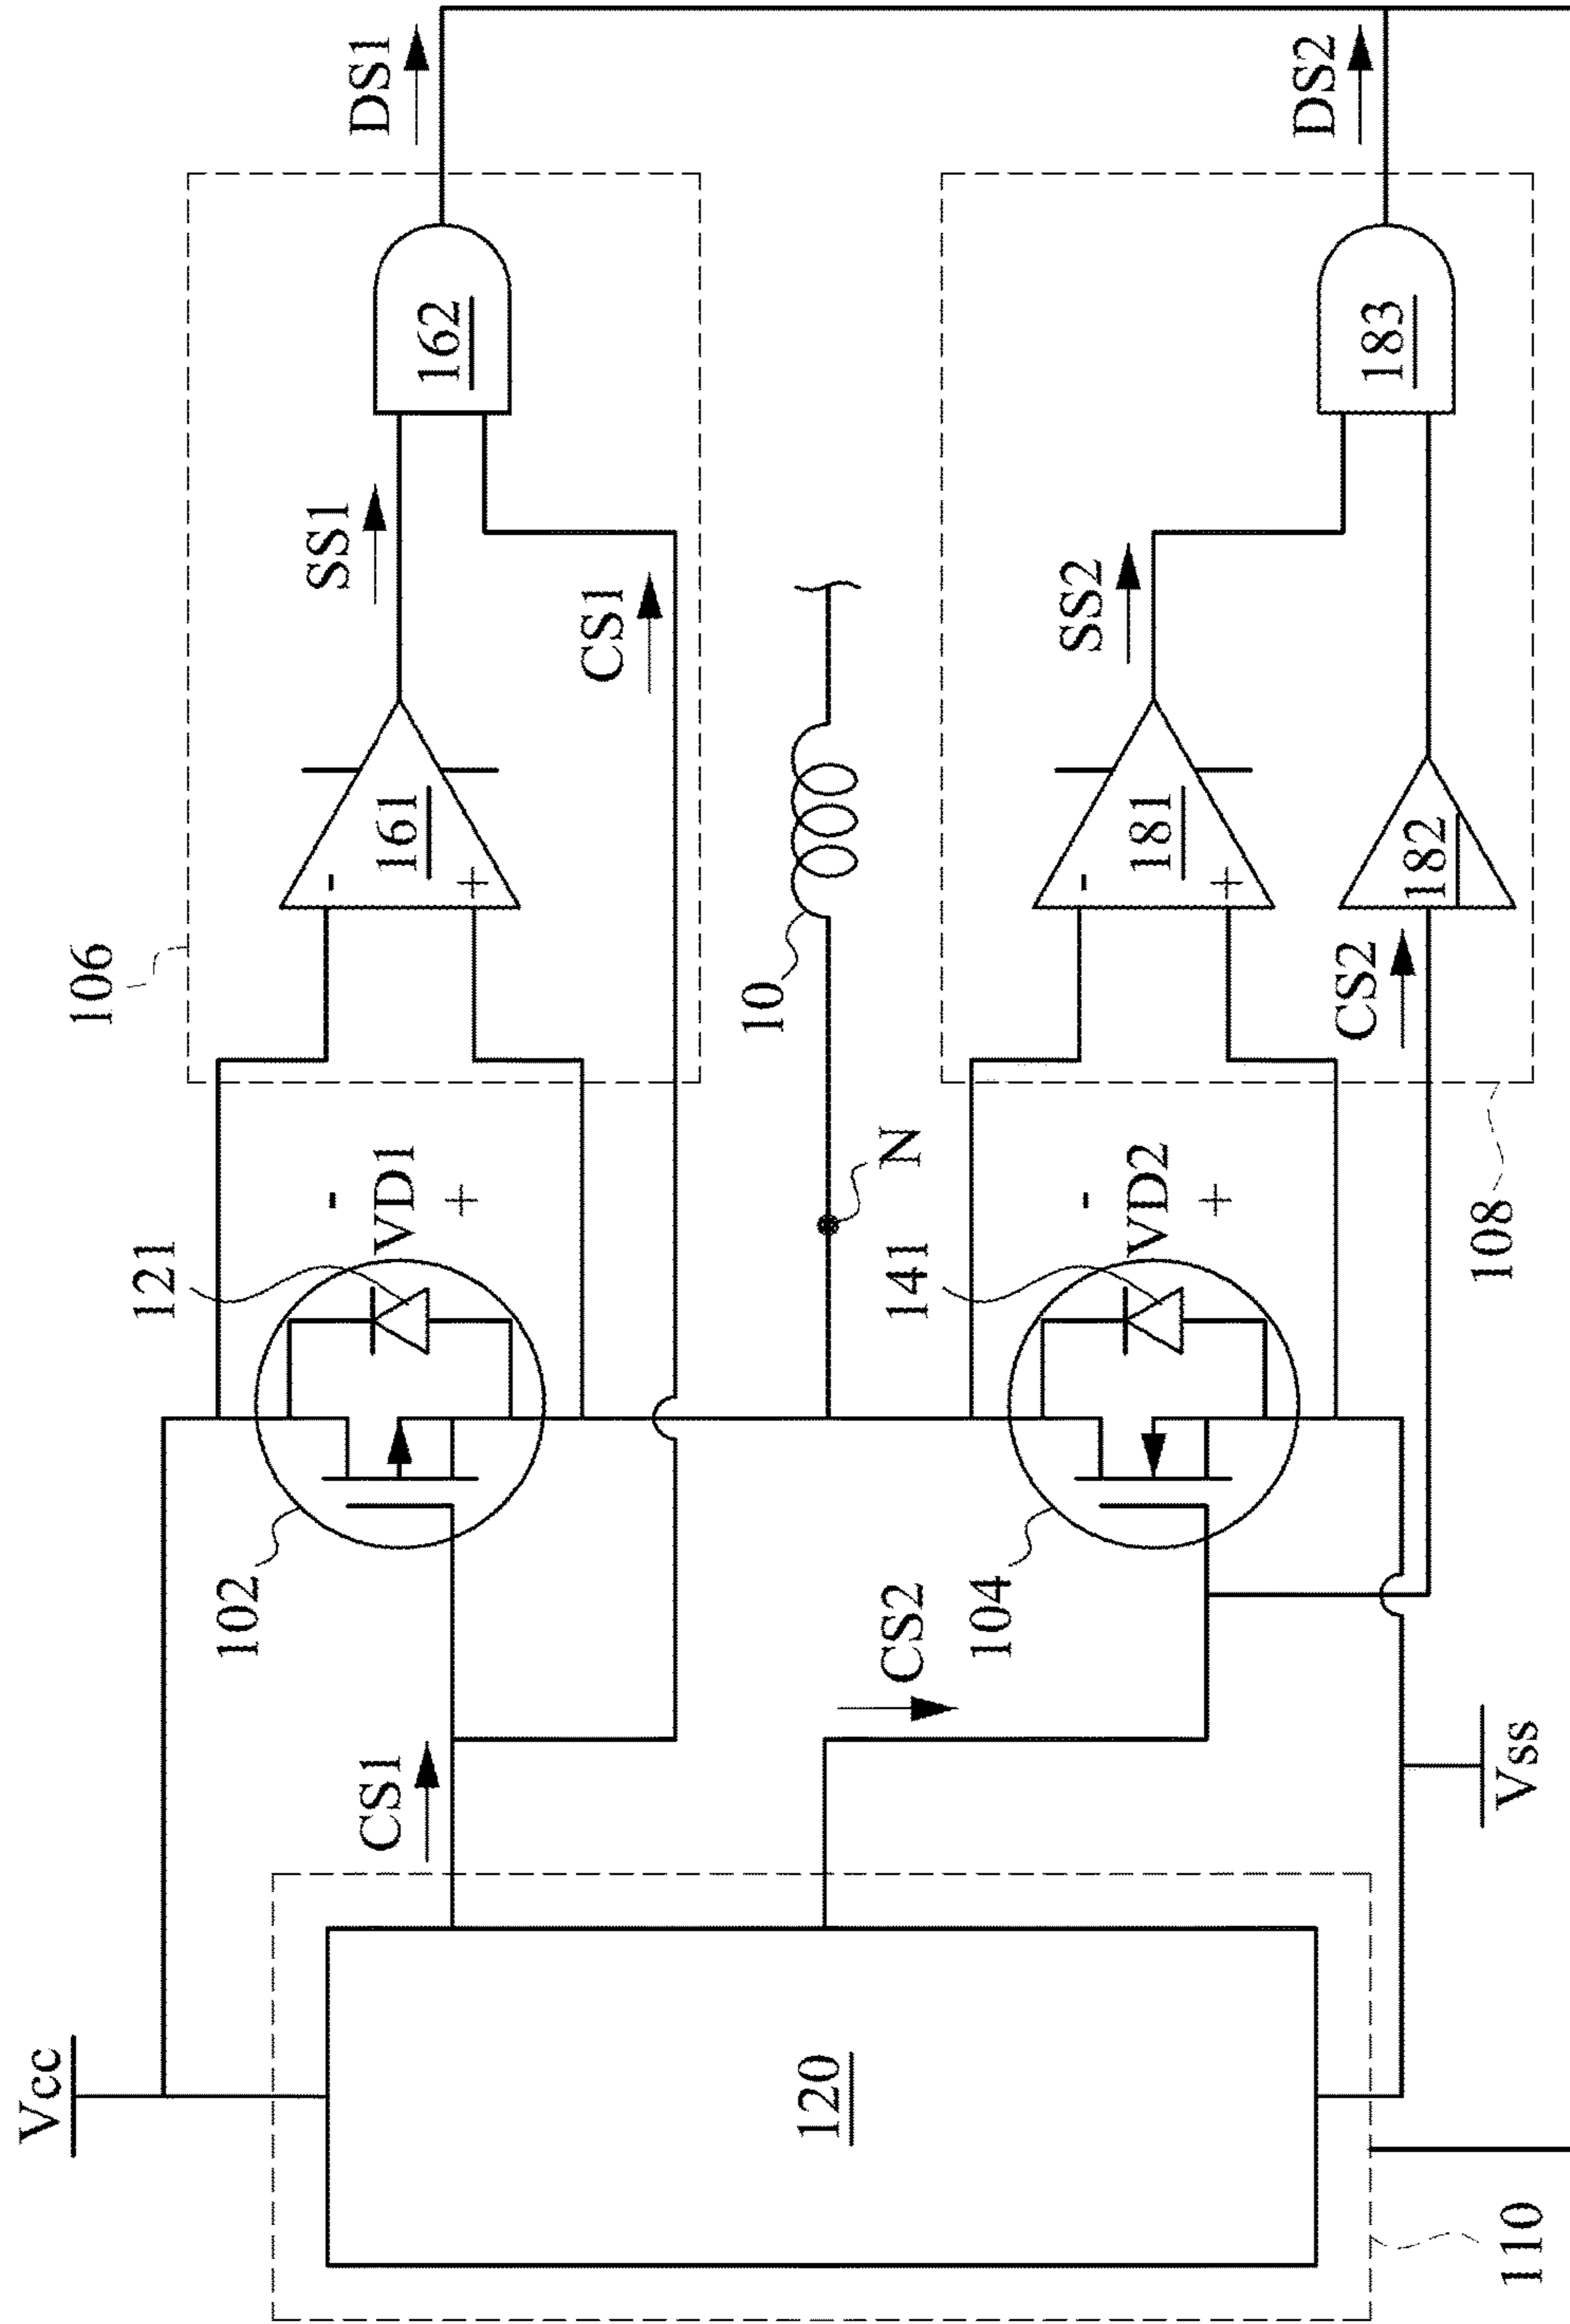 DS1
DS2
162
183
SS1
SS2
CS1
-
161
+
-
181
+
182
106
10
CS2
N
121
-
VD1
+
141
-
VD2
+
108
102
104
CS2
CS1
Vss
Vcc
120
110